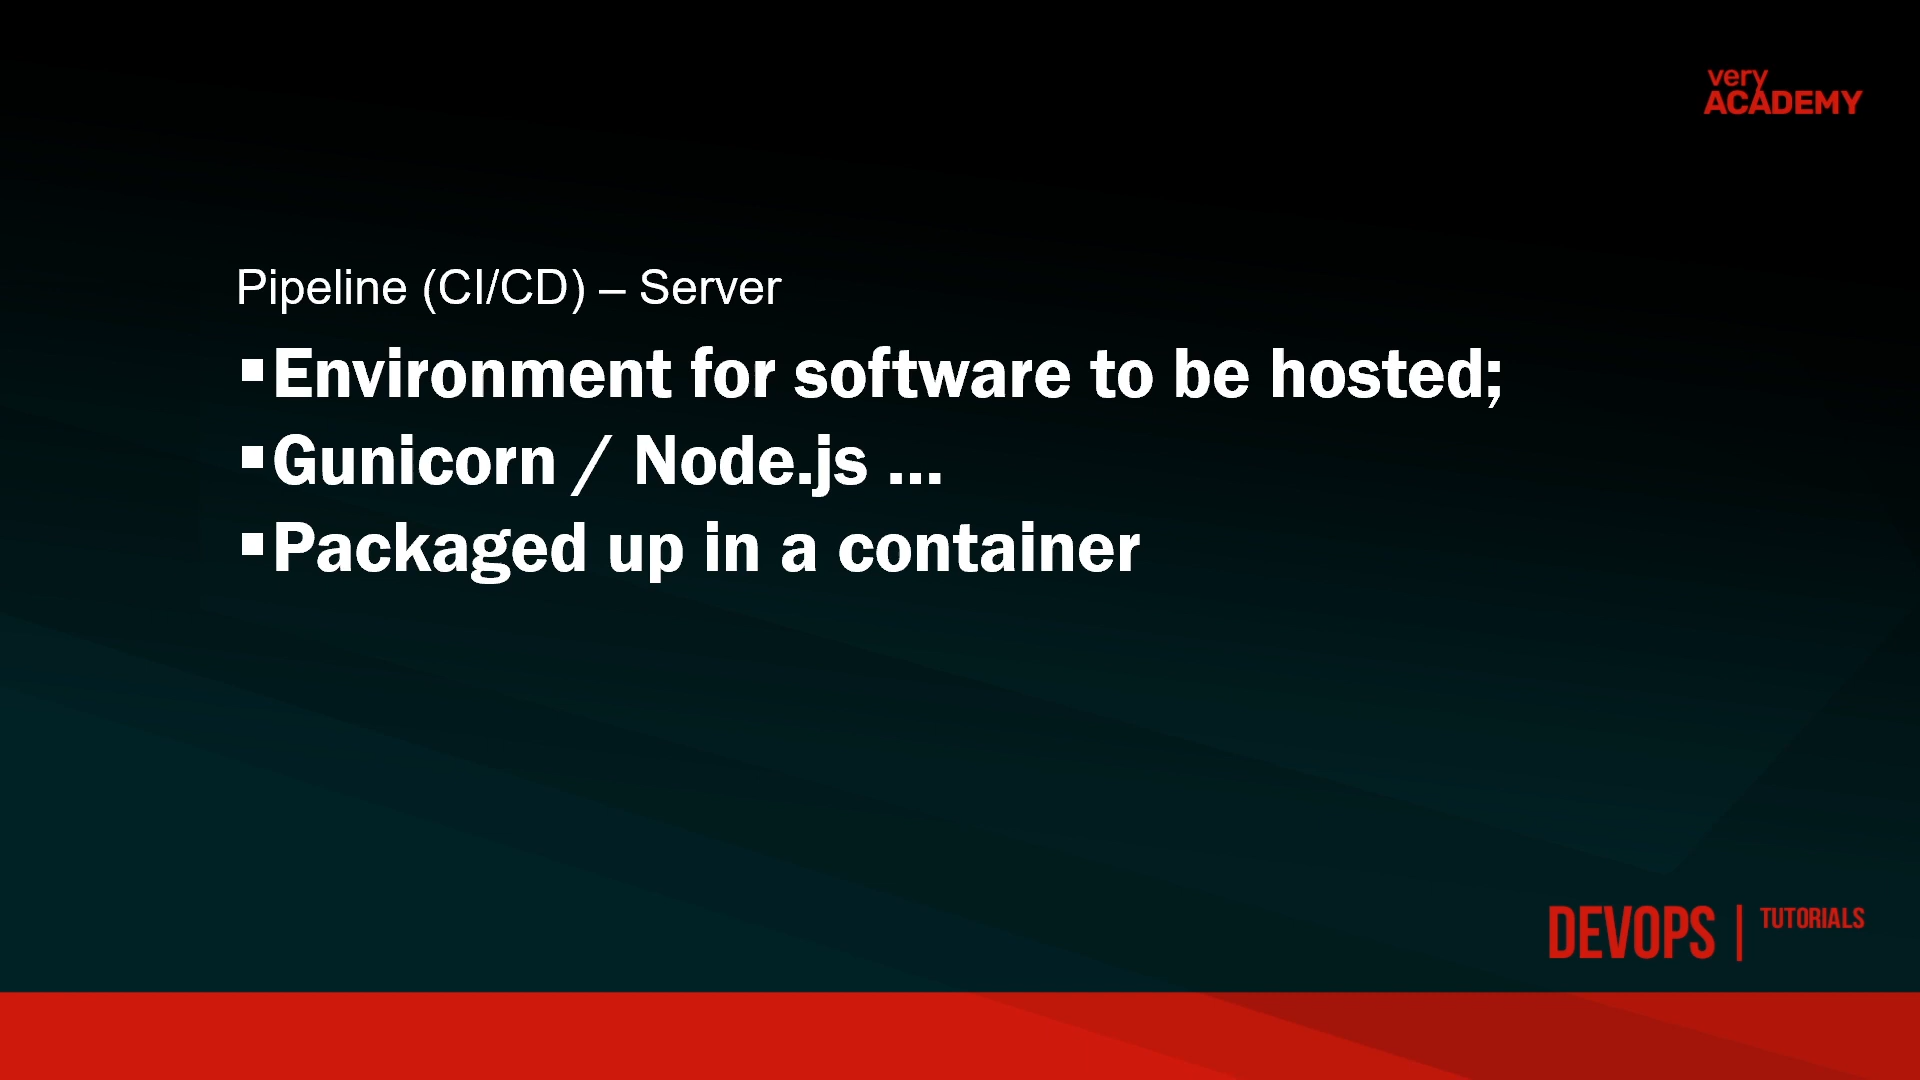 very
ACADEMY
Pipeline (CI/CD) – Server
▪Environment for software to be hosted;
▪Gunicorn / Node.js ...
▪Packaged up in a container
DEVOPS | TUTORIALS